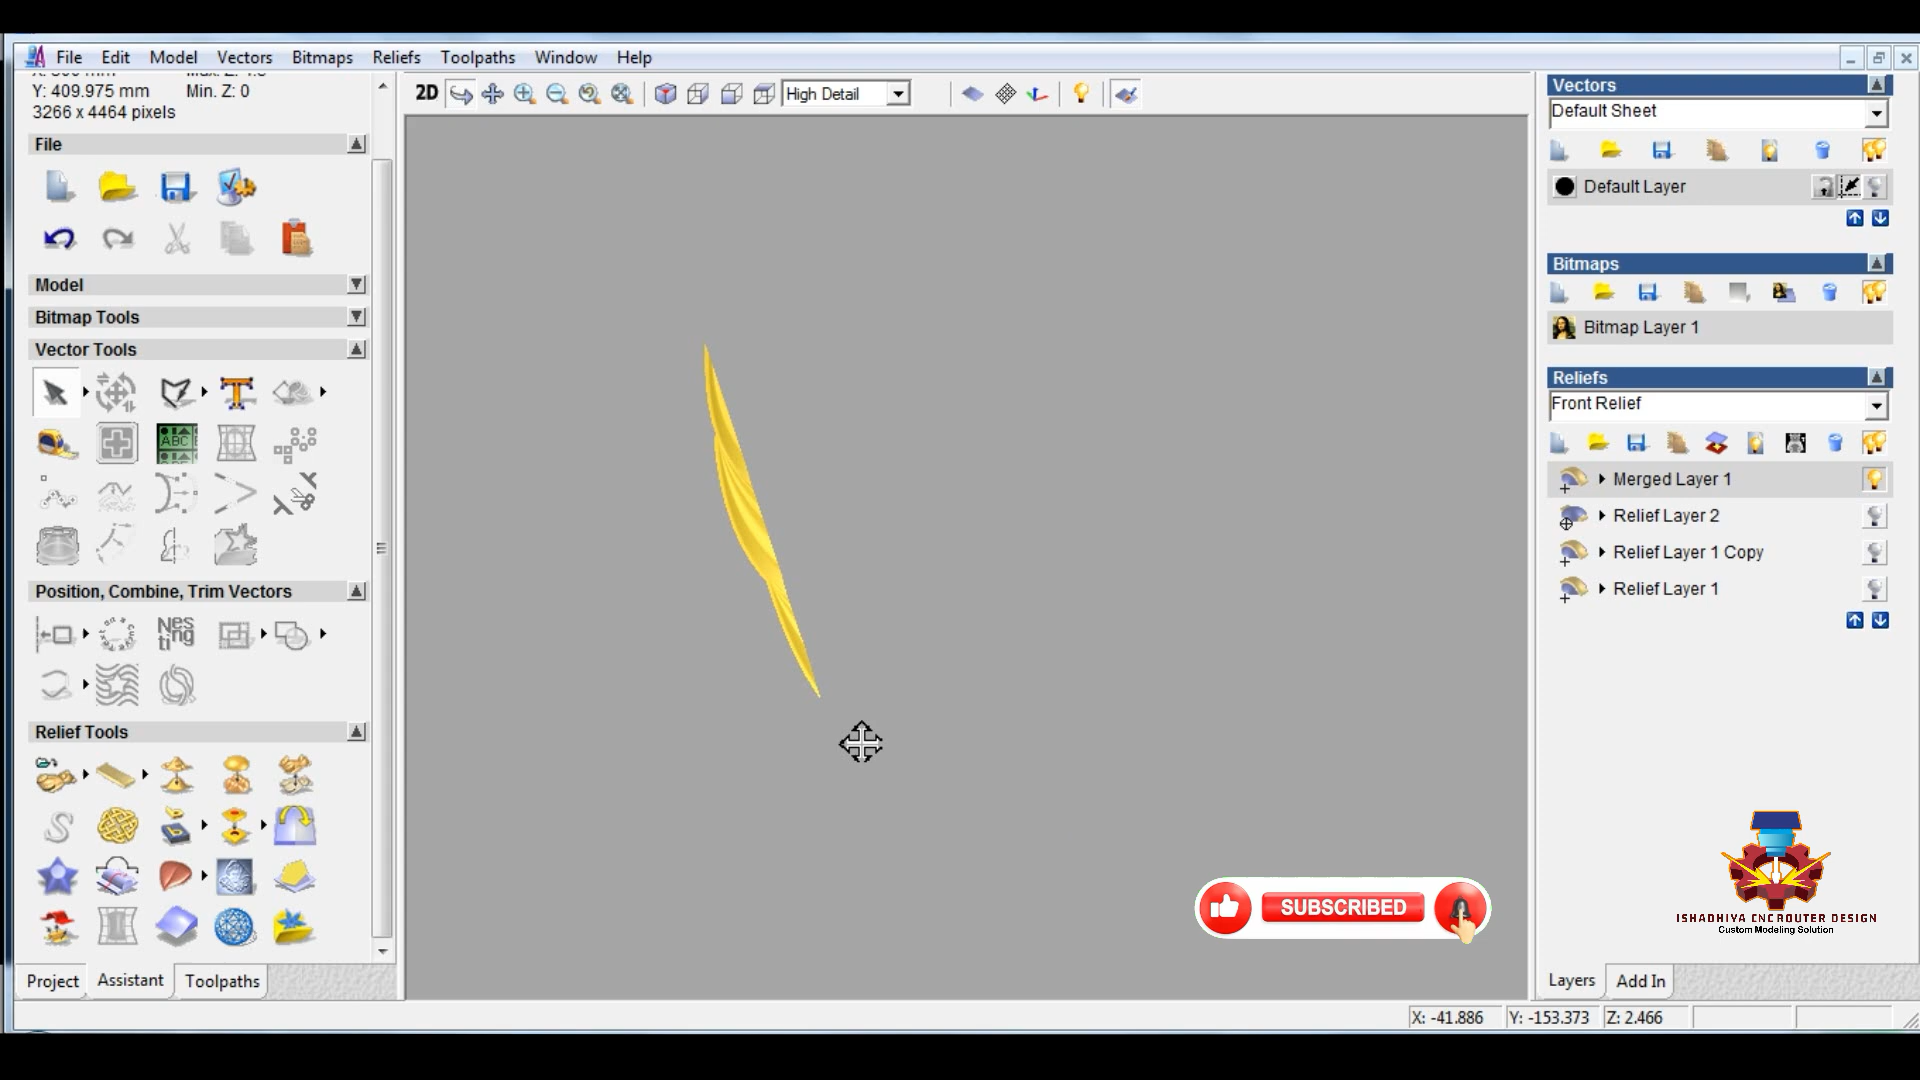 File Edit Model Vectors Bitmaps Reliefs Toolpaths Window Help
Y: 409.975 mm Min. Z: 0
3266 x 4464 pixels
File
Model
Bitmap Tools
Vector Tools
ABC
Position, Combine, Trim Vectors
Nes
ting
Relief Tools
Project Assistant Toolpaths
2D High Detail
Vectors
Default Sheet
Default Layer
Bitmaps
Bitmap Layer 1
Reliefs
Front Relief
Merged Layer 1
Relief Layer 2
Relief Layer 1 Copy
Relief Layer 1
SUBSCRIBED
ISHADHIYA CNC ROUTER DESIGN
Custom Modeling Solution
Layers Add In
X: -41.886 Y: -153.373 Z: 2.466